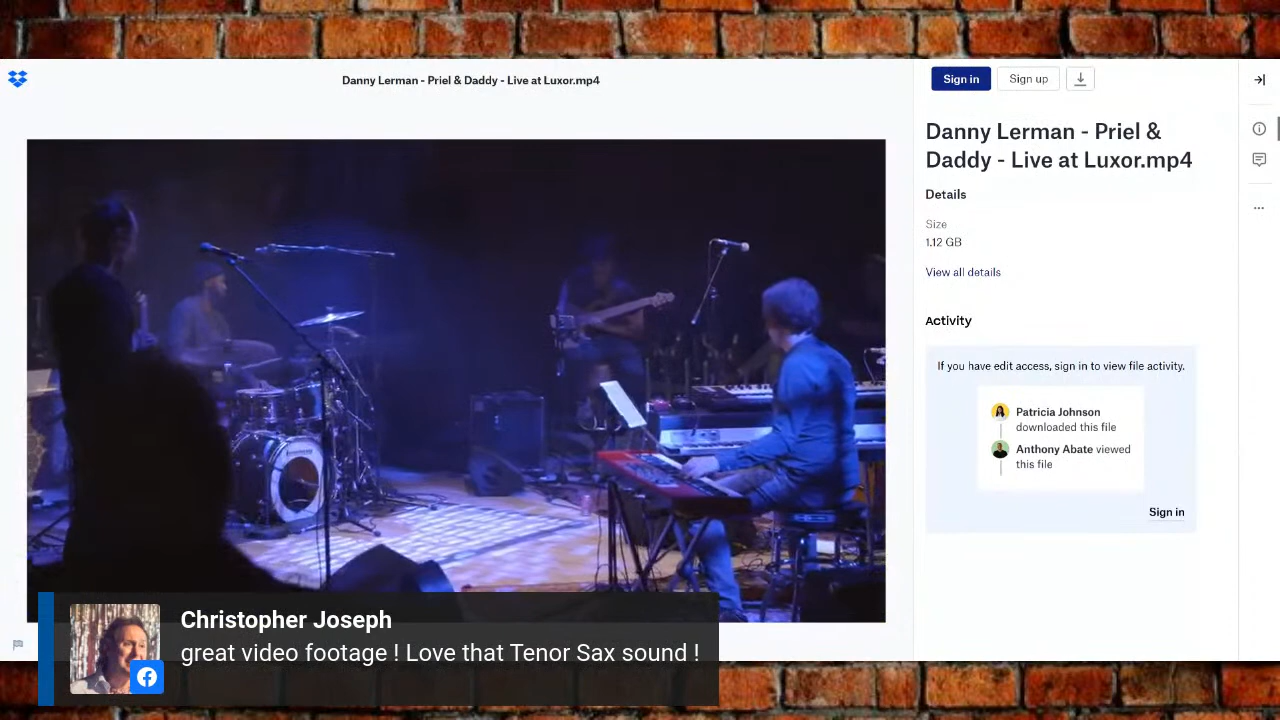 Danny Lerman - Priel & Daddy - Live at Luxor.mp4
Sign in
Sign up
Danny Lerman - Priel &
Daddy - Live at Luxor.mp4
Details
Size
1.12 GB
View all details
Activity
If you have edit access, sign in to view file activity.
Patricia Johnson
downloaded this file
Anthony Abate viewed
this file
Sign in
Christopher Joseph
great video footage ! Love that Tenor Sax sound !